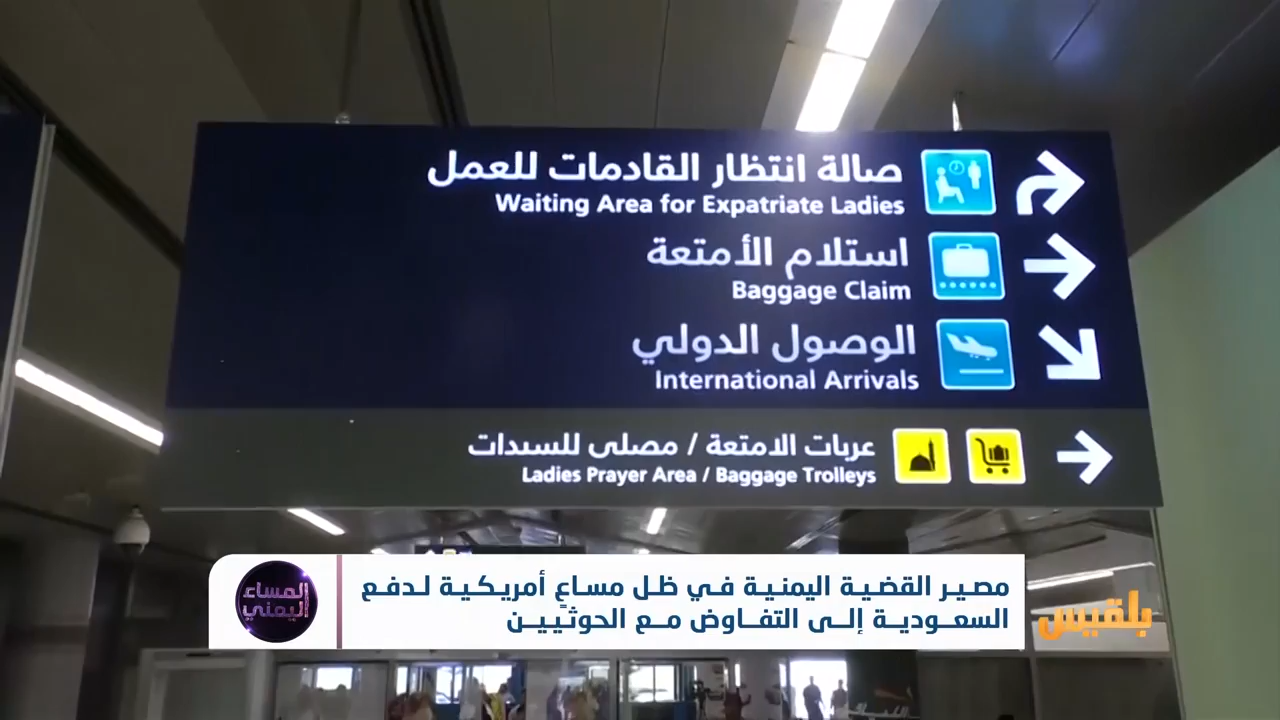 صالة انتظار القادمات للعمل
Waiting Area for Expatriate Ladies
استلام الأمتعة
Baggage Claim
الوصول الدولي
International Arrivals
عربات الامتعة / مصلى للسيدات
Ladies Prayer Area / Baggage Trolleys
مصير القضية اليمنية في ظل مساعٍ أمريكية لدفع
السعودية إلى التفاوض مع الحوثيين
المساء
اليمني
بلقيس